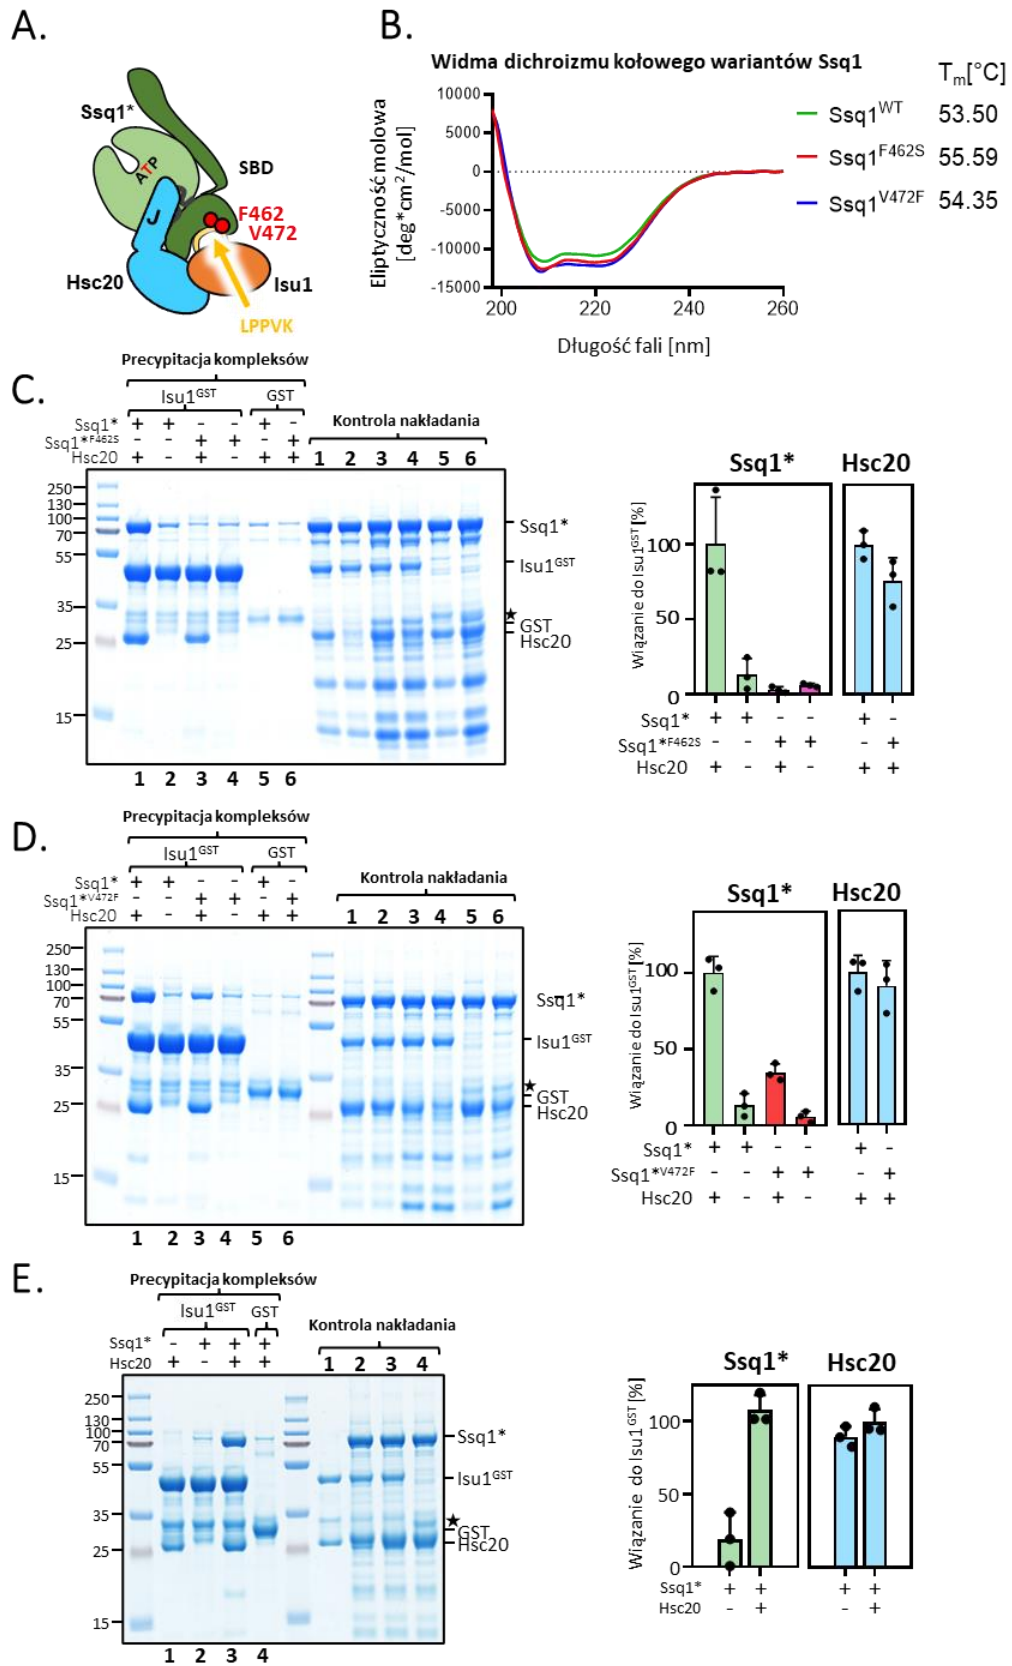 A.
Ssq1*
ATP
SBD
J
F462
V472
Hsc20
Isu1
LPPVK
B.
Widma dichroizmu kołowego wariantów Ssq1
Eliptyczność molowa
[deg*cm²/mol]
10000
5000
0
-5000
-10000
-15000
200 220 240 260
Długość fali [nm]
Tm[°C]
Ssq1WT 53.50
Ssq1F462S 55.59
Ssq1V472F 54.35
C.
Precypitacja kompleksów
Isu1GST GST
Ssq1* + + - - + -
Ssq1*F462S - - + + - +
Hsc20 + - + - + +
Kontrola nakładania
1 2 3 4 5 6
250
130
100
70
55
35
25
15
Ssq1*
Isu1GST
★
GST
Hsc20
1 2 3 4 5 6
Ssq1* Hsc20
Wiązanie do Isu1GST [%]
100
50
0
Ssq1* + + - - + -
Ssq1*F462S - - + + - +
Hsc20 + - + - + +
D.
Precypitacja kompleksów
Isu1GST GST
Ssq1* + + - - + -
Ssq1*V472F - - + + - +
Hsc20 + - + - + +
Kontrola nakładania
1 2 3 4 5 6
250
130
100
70
55
35
25
15
Ssq1*
Isu1GST
★
GST
Hsc20
1 2 3 4 5 6
Ssq1* Hsc20
Wiązanie do Isu1GST [%]
100
50
0
Ssq1* + + - - + -
Ssq1*V472F - - + + - +
Hsc20 + - + - + +
E.
Precypitacja kompleksów
Isu1GST GST
Ssq1* - + + +
Hsc20 + - + +
Kontrola nakładania
1 2 3 4
250
130
100
70
55
35
25
15
Ssq1*
Isu1GST
★
GST
Hsc20
1 2 3 4
Ssq1* Hsc20
Wiązanie do Isu1GST [%]
100
50
0
Ssq1* + + + +
Hsc20 - + - +